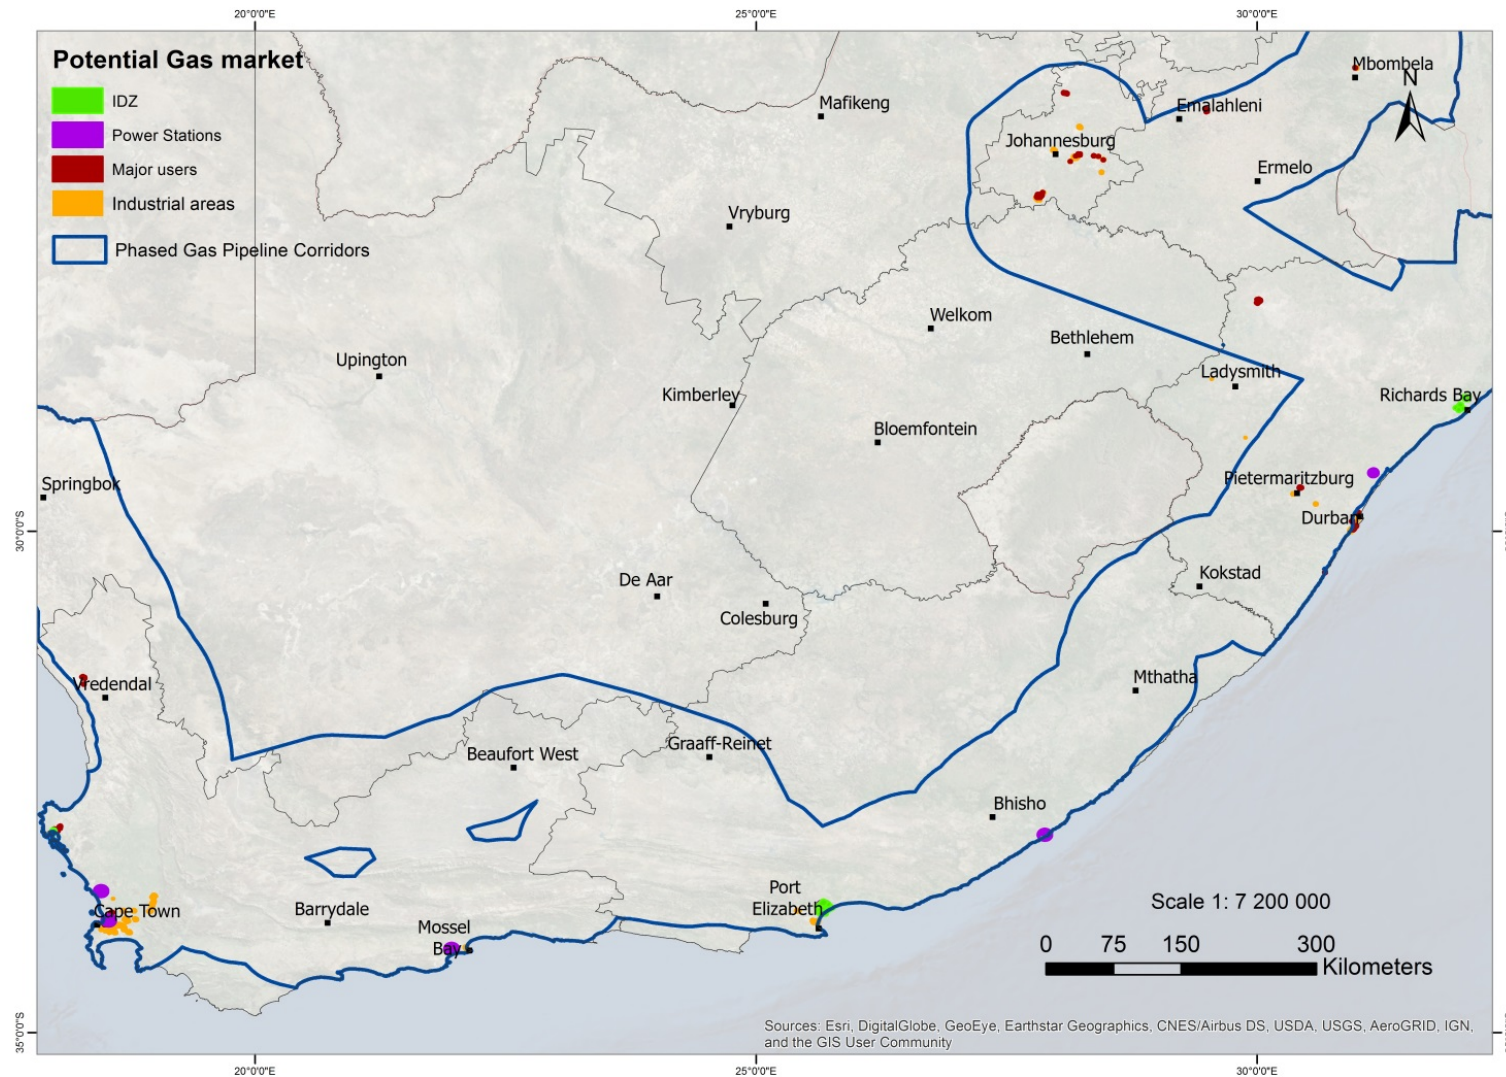 20°0'0"E 25°0'0"E 30°0'0"E
Potential Gas market
IDZ
Power Stations
Major users
Industrial areas
Phased Gas Pipeline Corridors
Mbombela
N
Mafikeng
Emalahleni
Johannesburg
Ermelo
Vryburg
Welkom
Bethlehem
Upington
Ladysmith
Kimberley
Richards Bay
Bloemfontein
Springbok
Pietermaritzburg
Durban
30°0'0"S
De Aar
Kokstad
Colesburg
Vredendal
Mthatha
Graaff-Reinet
Beaufort West
Bhisho
Port
Elizabeth
Cape Town
Barrydale
Mossel
Bay
Scale 1: 7 200 000
0 75 150 300
Kilometers
Sources: Esri, DigitalGlobe, GeoEye, Earthstar Geographics, CNES/Airbus DS, USDA, USGS, AeroGRID, IGN,
and the GIS User Community
35°0'0"S
20°0'0"E 25°0'0"E 30°0'0"E